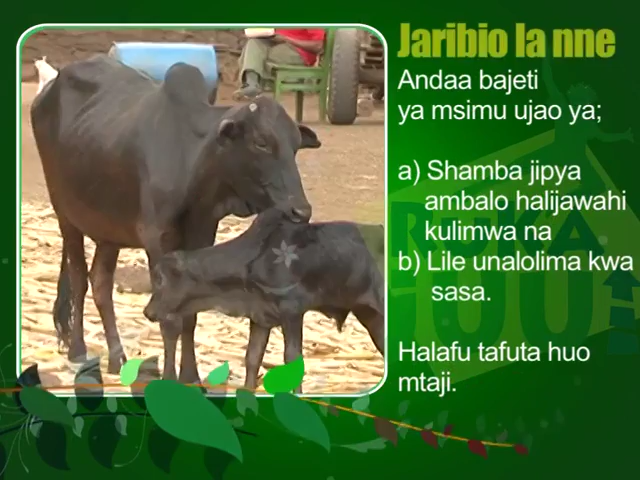 Jaribio la nne
Andaa bajeti
ya msimu ujao ya;
a) Shamba jipya
ambalo halijawahi
kulimwa na
b) Lile unalolima kwa
sasa.
Halafu tafuta huo
mtaji.